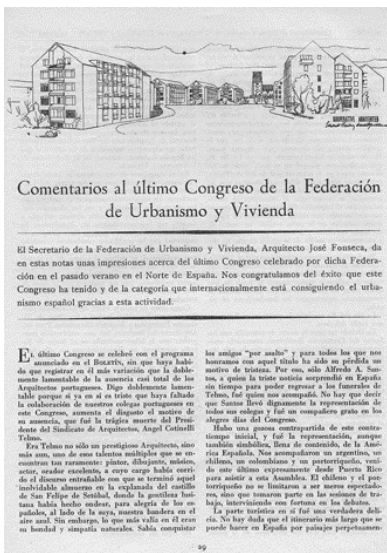 Comentarios al último Congreso de la Federación
de Urbanismo y Vivienda
El Secretario de la Federación de Urbanismo y Vivienda, Arquitecto José Fonseca, da
en estas notas unas impresiones acerca del último Congreso celebrado por dicha Federa-
ción en el pasado verano en el Norte de España. Nos congratulamos del éxito que este
Congreso ha tenido y de la categoría que internacionalmente está consiguiendo el urba-
nismo español gracias a esta actividad.
El último Congreso se celebró con el programa
anunciado en el Boletín, sin que haya habi-
do que registrar en él más variación que la doble-
mente lamentable de la ausencia casi total de los
Arquitectos portugueses. Digo doblemente lamen-
table porque si ya en sí es triste que haya faltado
la colaboración de nuestros colegas portugueses en
este Congreso, aumenta el disgusto el motivo de
su ausencia, que fué la trágica muerte del Presi-
dente del Sindicato de Arquitectos, Angel Cotinelli
Telmo.
Era Telmo no sólo un prestigioso Arquitecto, sino
más aun, uno de esos talentos múltiples que se en-
cuentran tan raramente: pintor, dibujante, músico,
actor, orador excelente, a cuyo cargo había corri-
do el discurso entrañable con que se terminó aquel
inolvidable almuerzo en la explanada del castillo
de San Felipe de Setúbal, donde la gentileza lusi-
tana había hecho ondear, para alegría de los es-
pañoles, al lado de la suya, nuestra bandera en el
aire azul. Sin embargo, lo que más valía en él eran
su bondad y simpatía naturales. Sabía conquistar
los amigos "por asalto" y para todos los que nos
honramos con aquel título ha sido su pérdida un
motivo de tristeza. Por eso, sólo Alfredo A. San-
tos, a quien la triste noticia sorprendió en España
sin tiempo para poder regresar a los funerales de
Telmo, fué quien nos acompañó. No hay que decir
que Santos llevó dignamente la representación de
todos sus colegas y fué un compañero grato en los
alegres días del Congreso.
Hubo una gozosa contrapartida de este contra-
tiempo inicial, y fué la representación, aunque
también simbólica, llena de contenido, de la Amé-
rica Española. Nos acompañaron un argentino, un
chileno, un colombiano y un portorriqueño, venid
do este último expresamente desde Puerto Rico
para asistir a esta Asamblea. El chileno y el por-
torriqueño no se limitaron a ser meros espectado-
res, sino que tomaron parte en las sesiones de tra-
bajo, interviniendo con fortuna en los debates.
La parte turística en sí fué una verdadera deli-
cia. No hay duda que el itinerario más largo que se
puede hacer en España por paisajes perpetuamen-
29